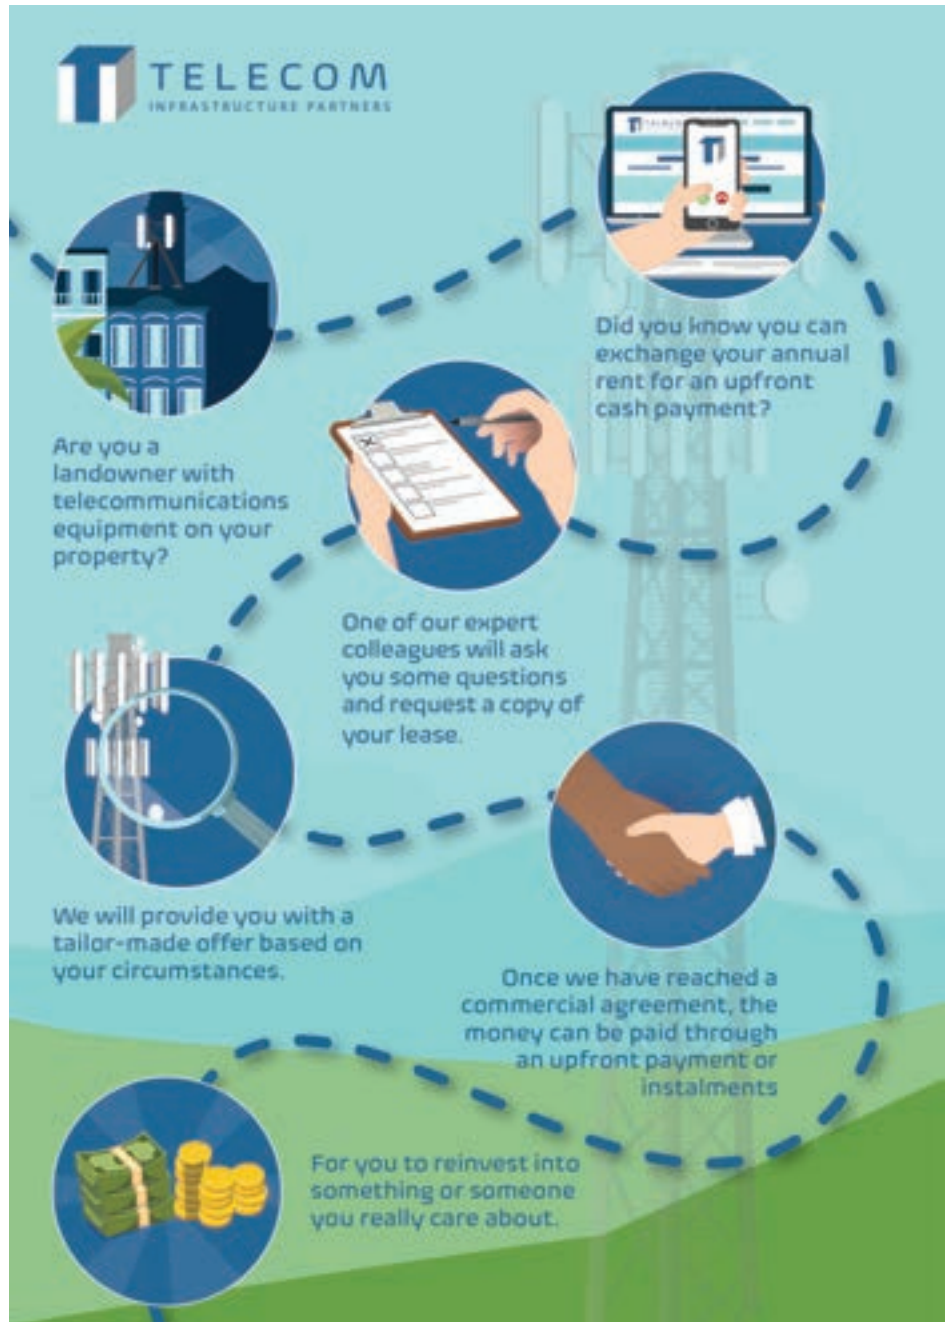 TELECOM
INFRASTRUCTURE PARTNERS
Are you a
landowner with
telecommunications
equipment on your
property?
Did you know you can
exchange your annual
rent for an upfront
cash payment?
One of our expert
colleagues will ask
you some questions
and request a copy of
your lease.
We will provide you with a
tailor-made offer based on
your circumstances.
Once we have reached a
commercial agreement, the
money can be paid through
an upfront payment or
instalments
For you to reinvest into
something or someone
you really care about.